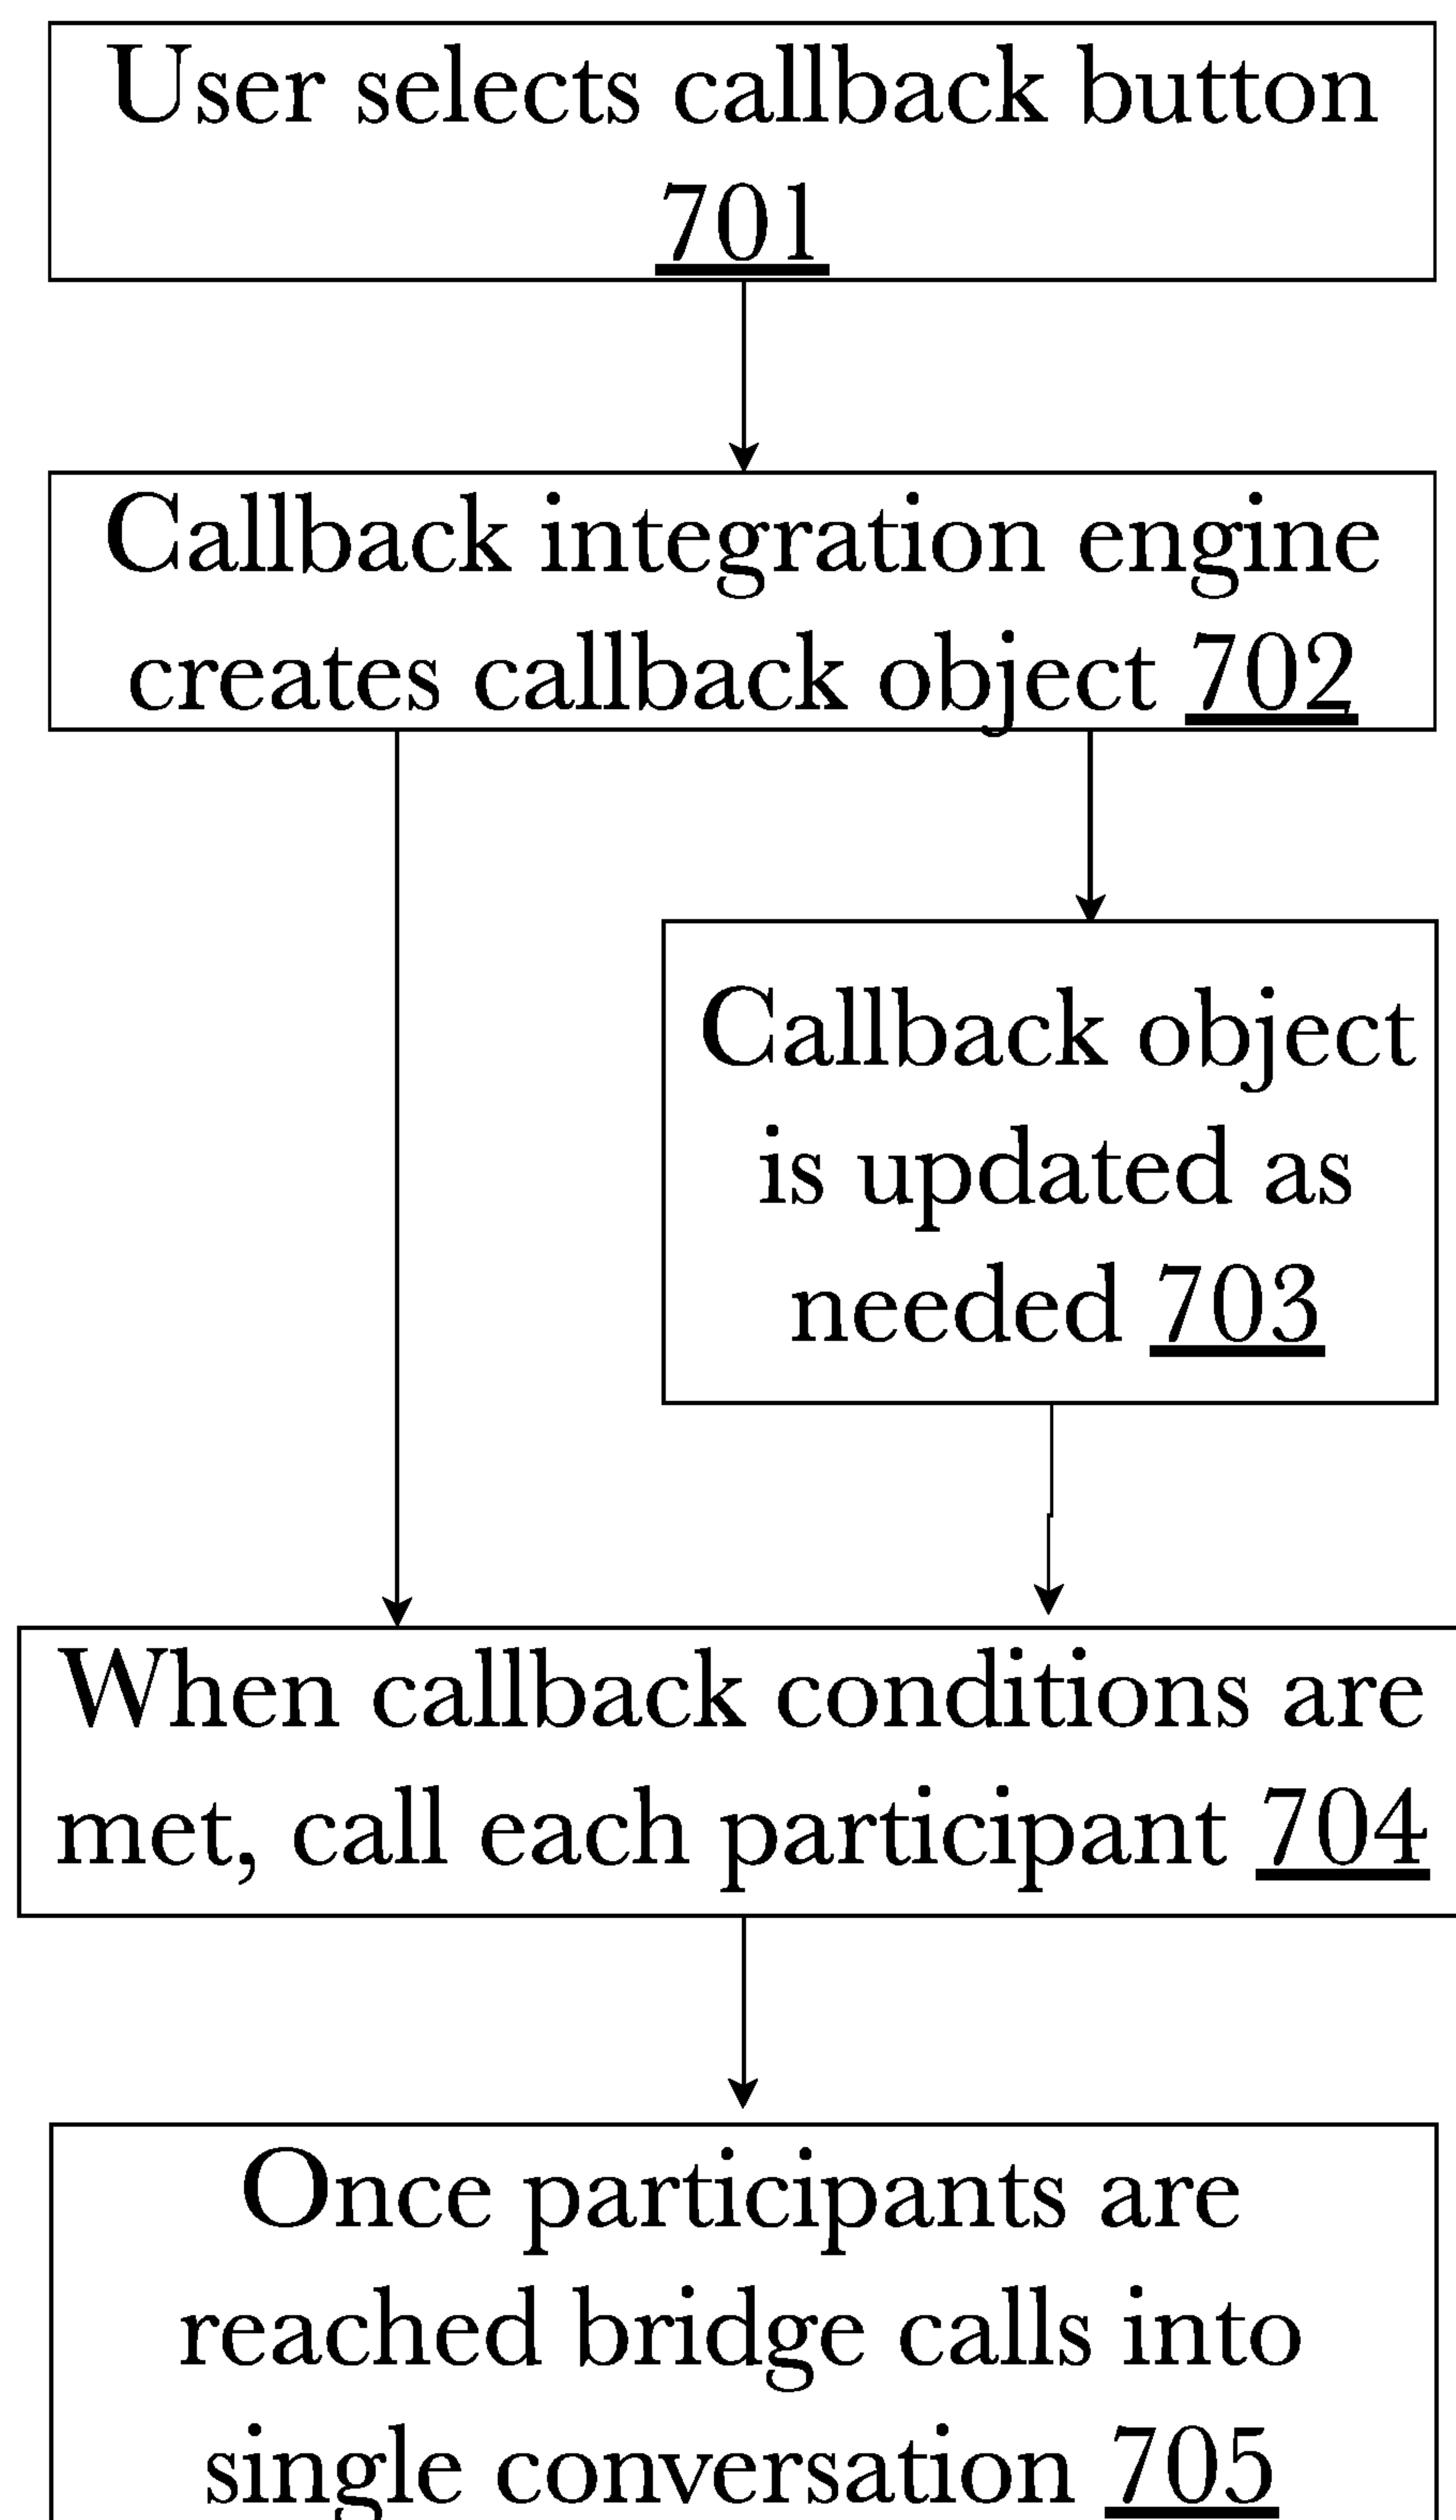 User selects callback button
701
Callback integration engine
creates callback object 702
Callback object
is updated as
needed 703
When callback conditions are
met, call each participant 704
Once participants are
reached bridge calls into
single conversation 705